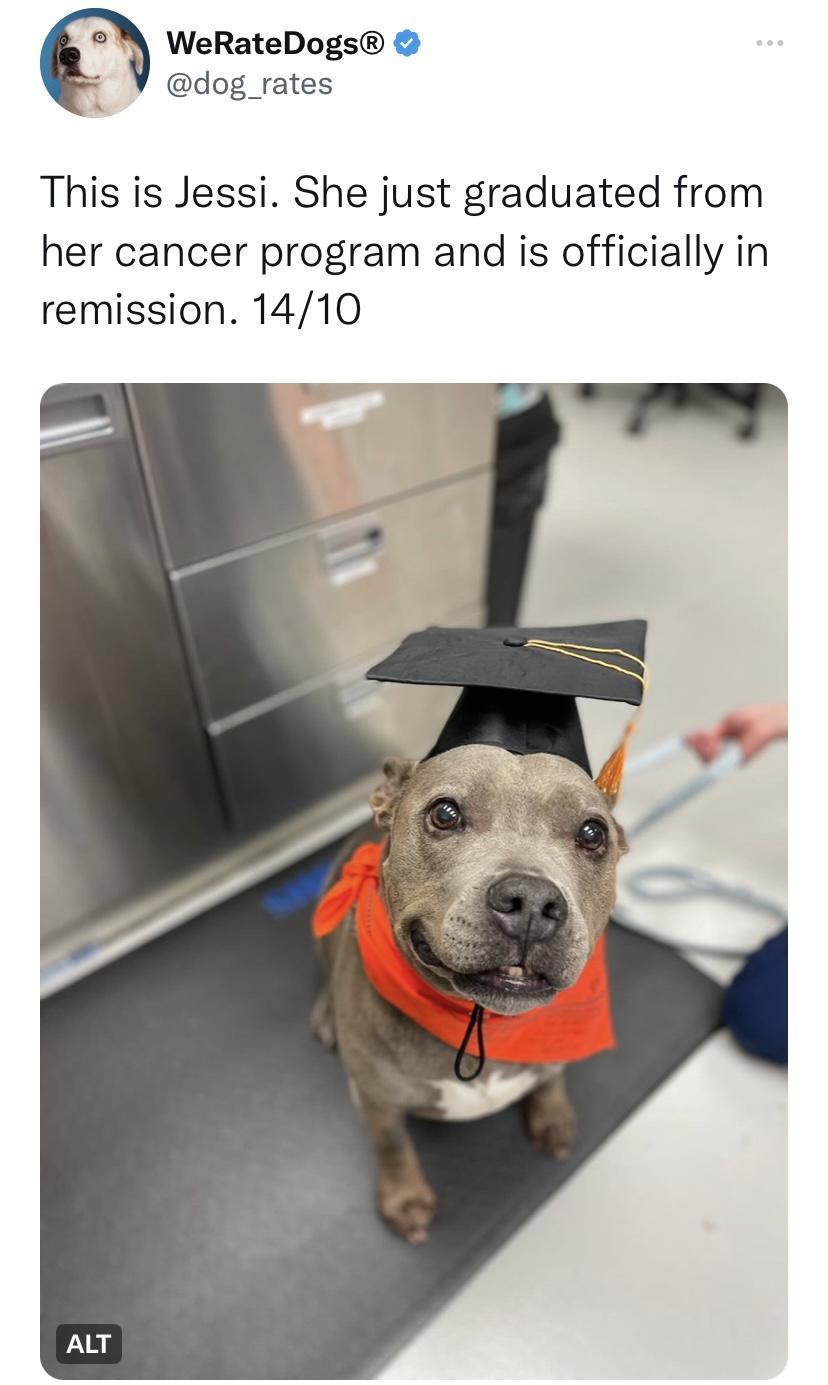 WeRateDogs®
@dog_rates
This is Jessi. She just graduated from
her cancer program and is officially in
remission. 14/10
ALT